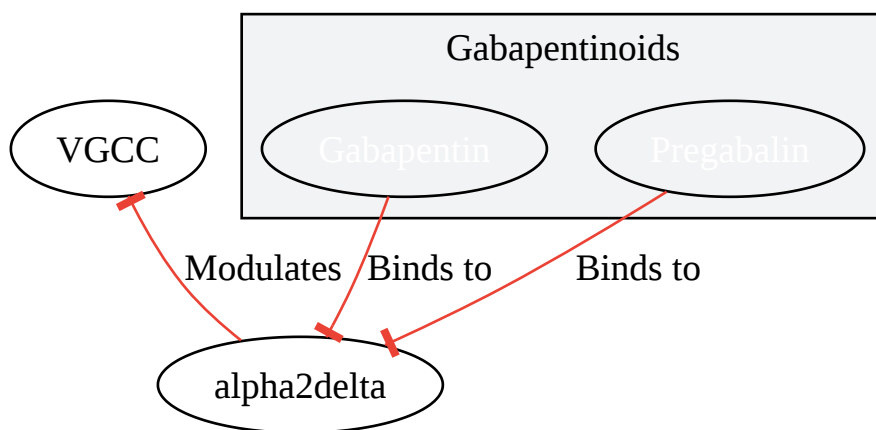 Gabapentinoids
VGCC
Gabapentin
Pregabalin
Modulates
Binds to
Binds to
alpha2delta